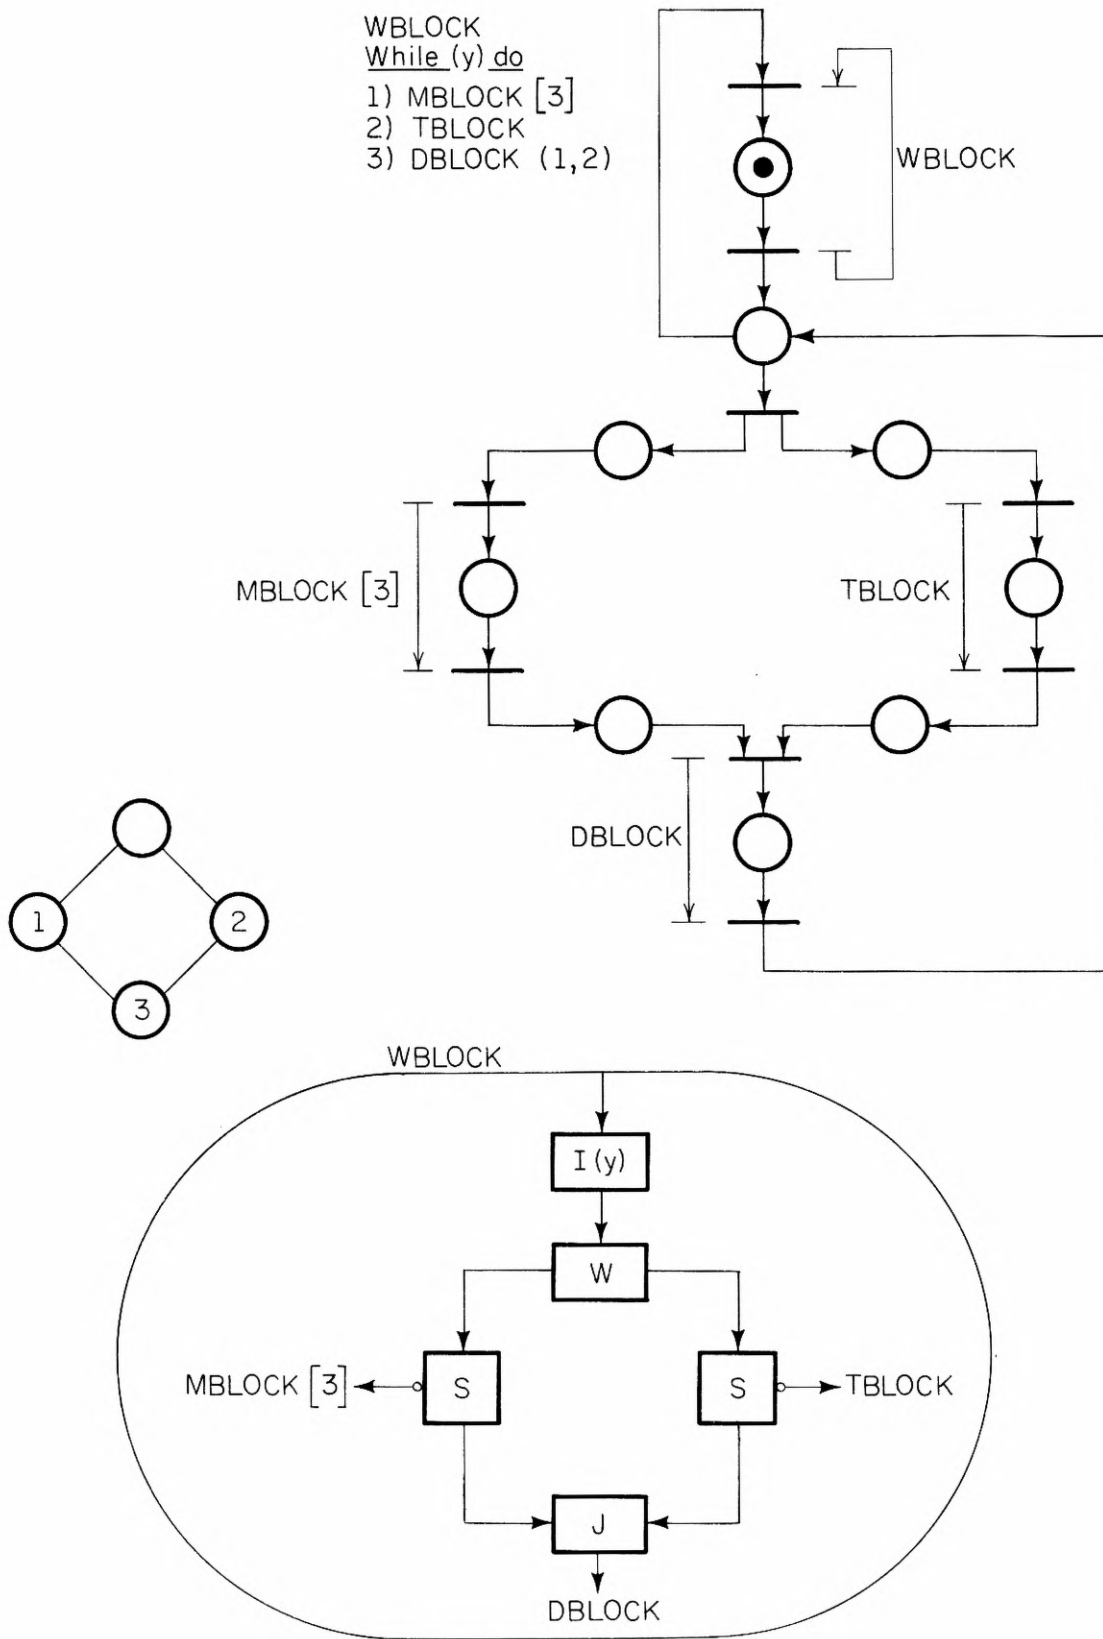 WBLOCK
While (y) do
1) MBLOCK [3]
2) TBLOCK
3) DBLOCK (1,2)
WBLOCK
MBLOCK [3]
TBLOCK
DBLOCK
1
2
3
WBLOCK
I(y)
W
MBLOCK [3]
S
S
TBLOCK
J
DBLOCK